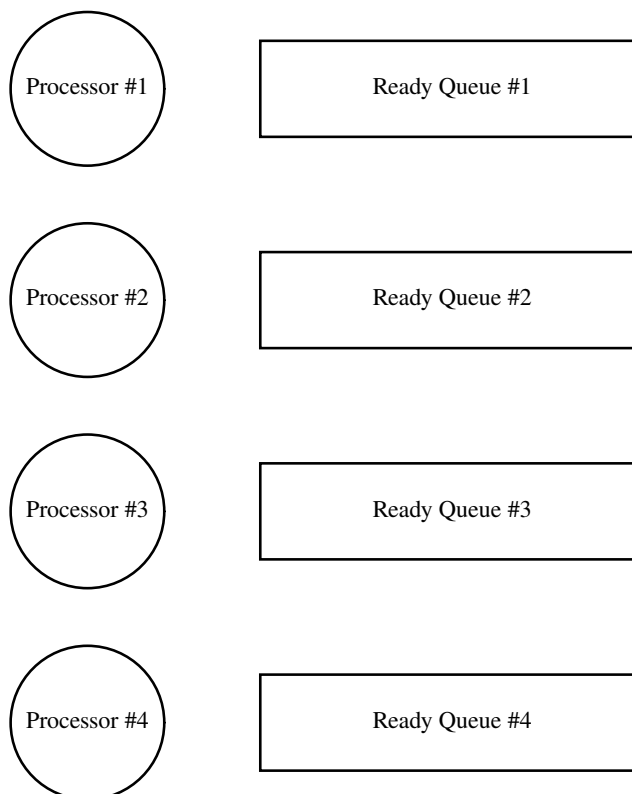 Processor #1
Ready Queue #1
Processor #2
Ready Queue #2
Processor #3
Ready Queue #3
Processor #4
Ready Queue #4